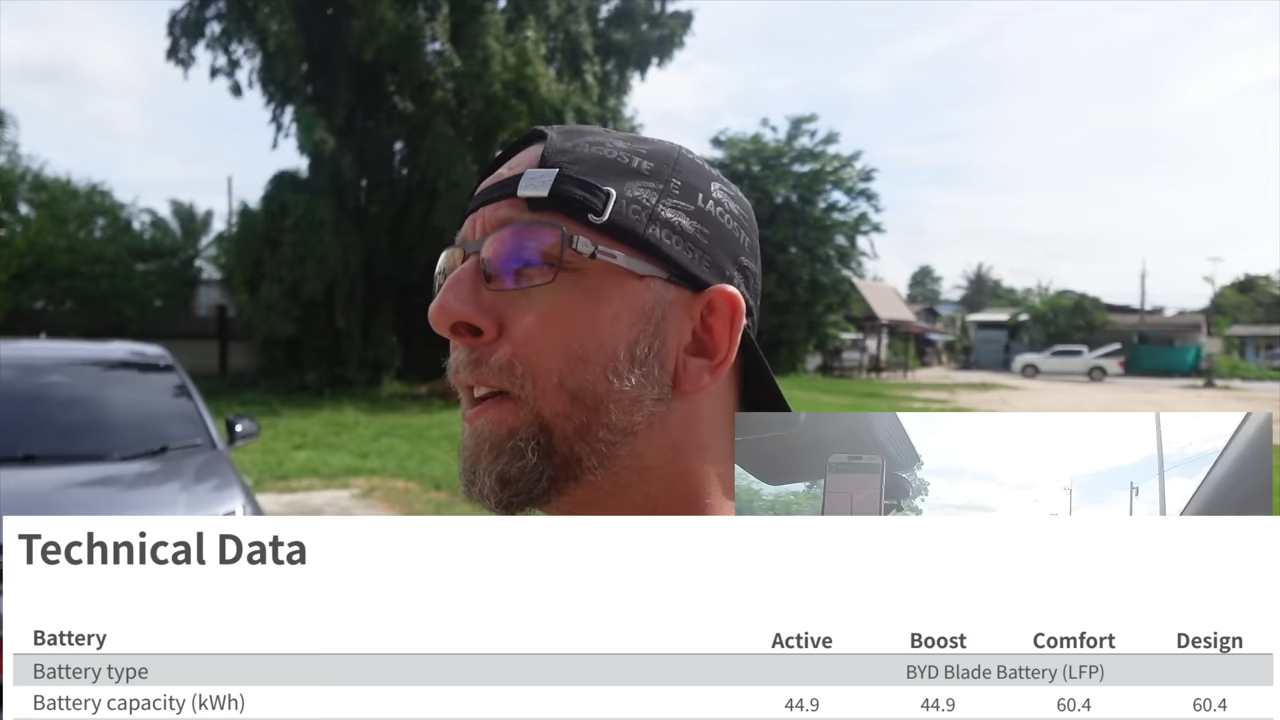 LACOSTE
E
LACOSTE
LACOSTE
Technical Data
Battery Active Boost Comfort Design
Battery type BYD Blade Battery (LFP)
Battery capacity (kWh) 44.9 44.9 60.4 60.4